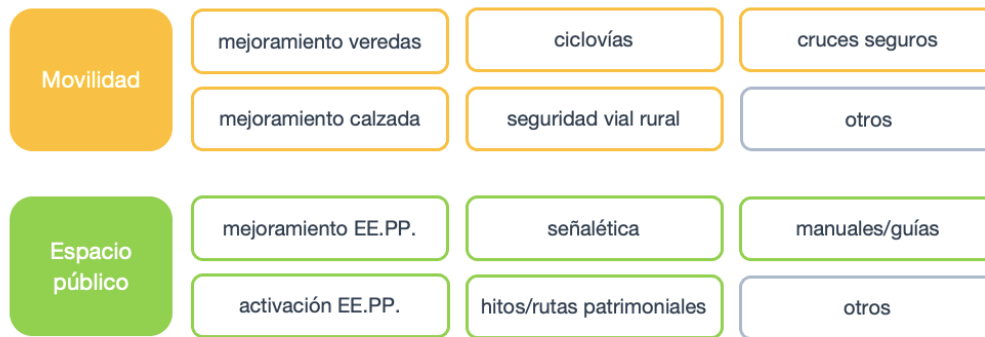 Movilidad
mejoramiento veredas
ciclovías
cruces seguros
mejoramiento calzada
seguridad vial rural
otros
Espacio
público
mejoramiento EE.PP.
señalética
manuales/guías
activación EE.PP.
hitos/rutas patrimoniales
otros